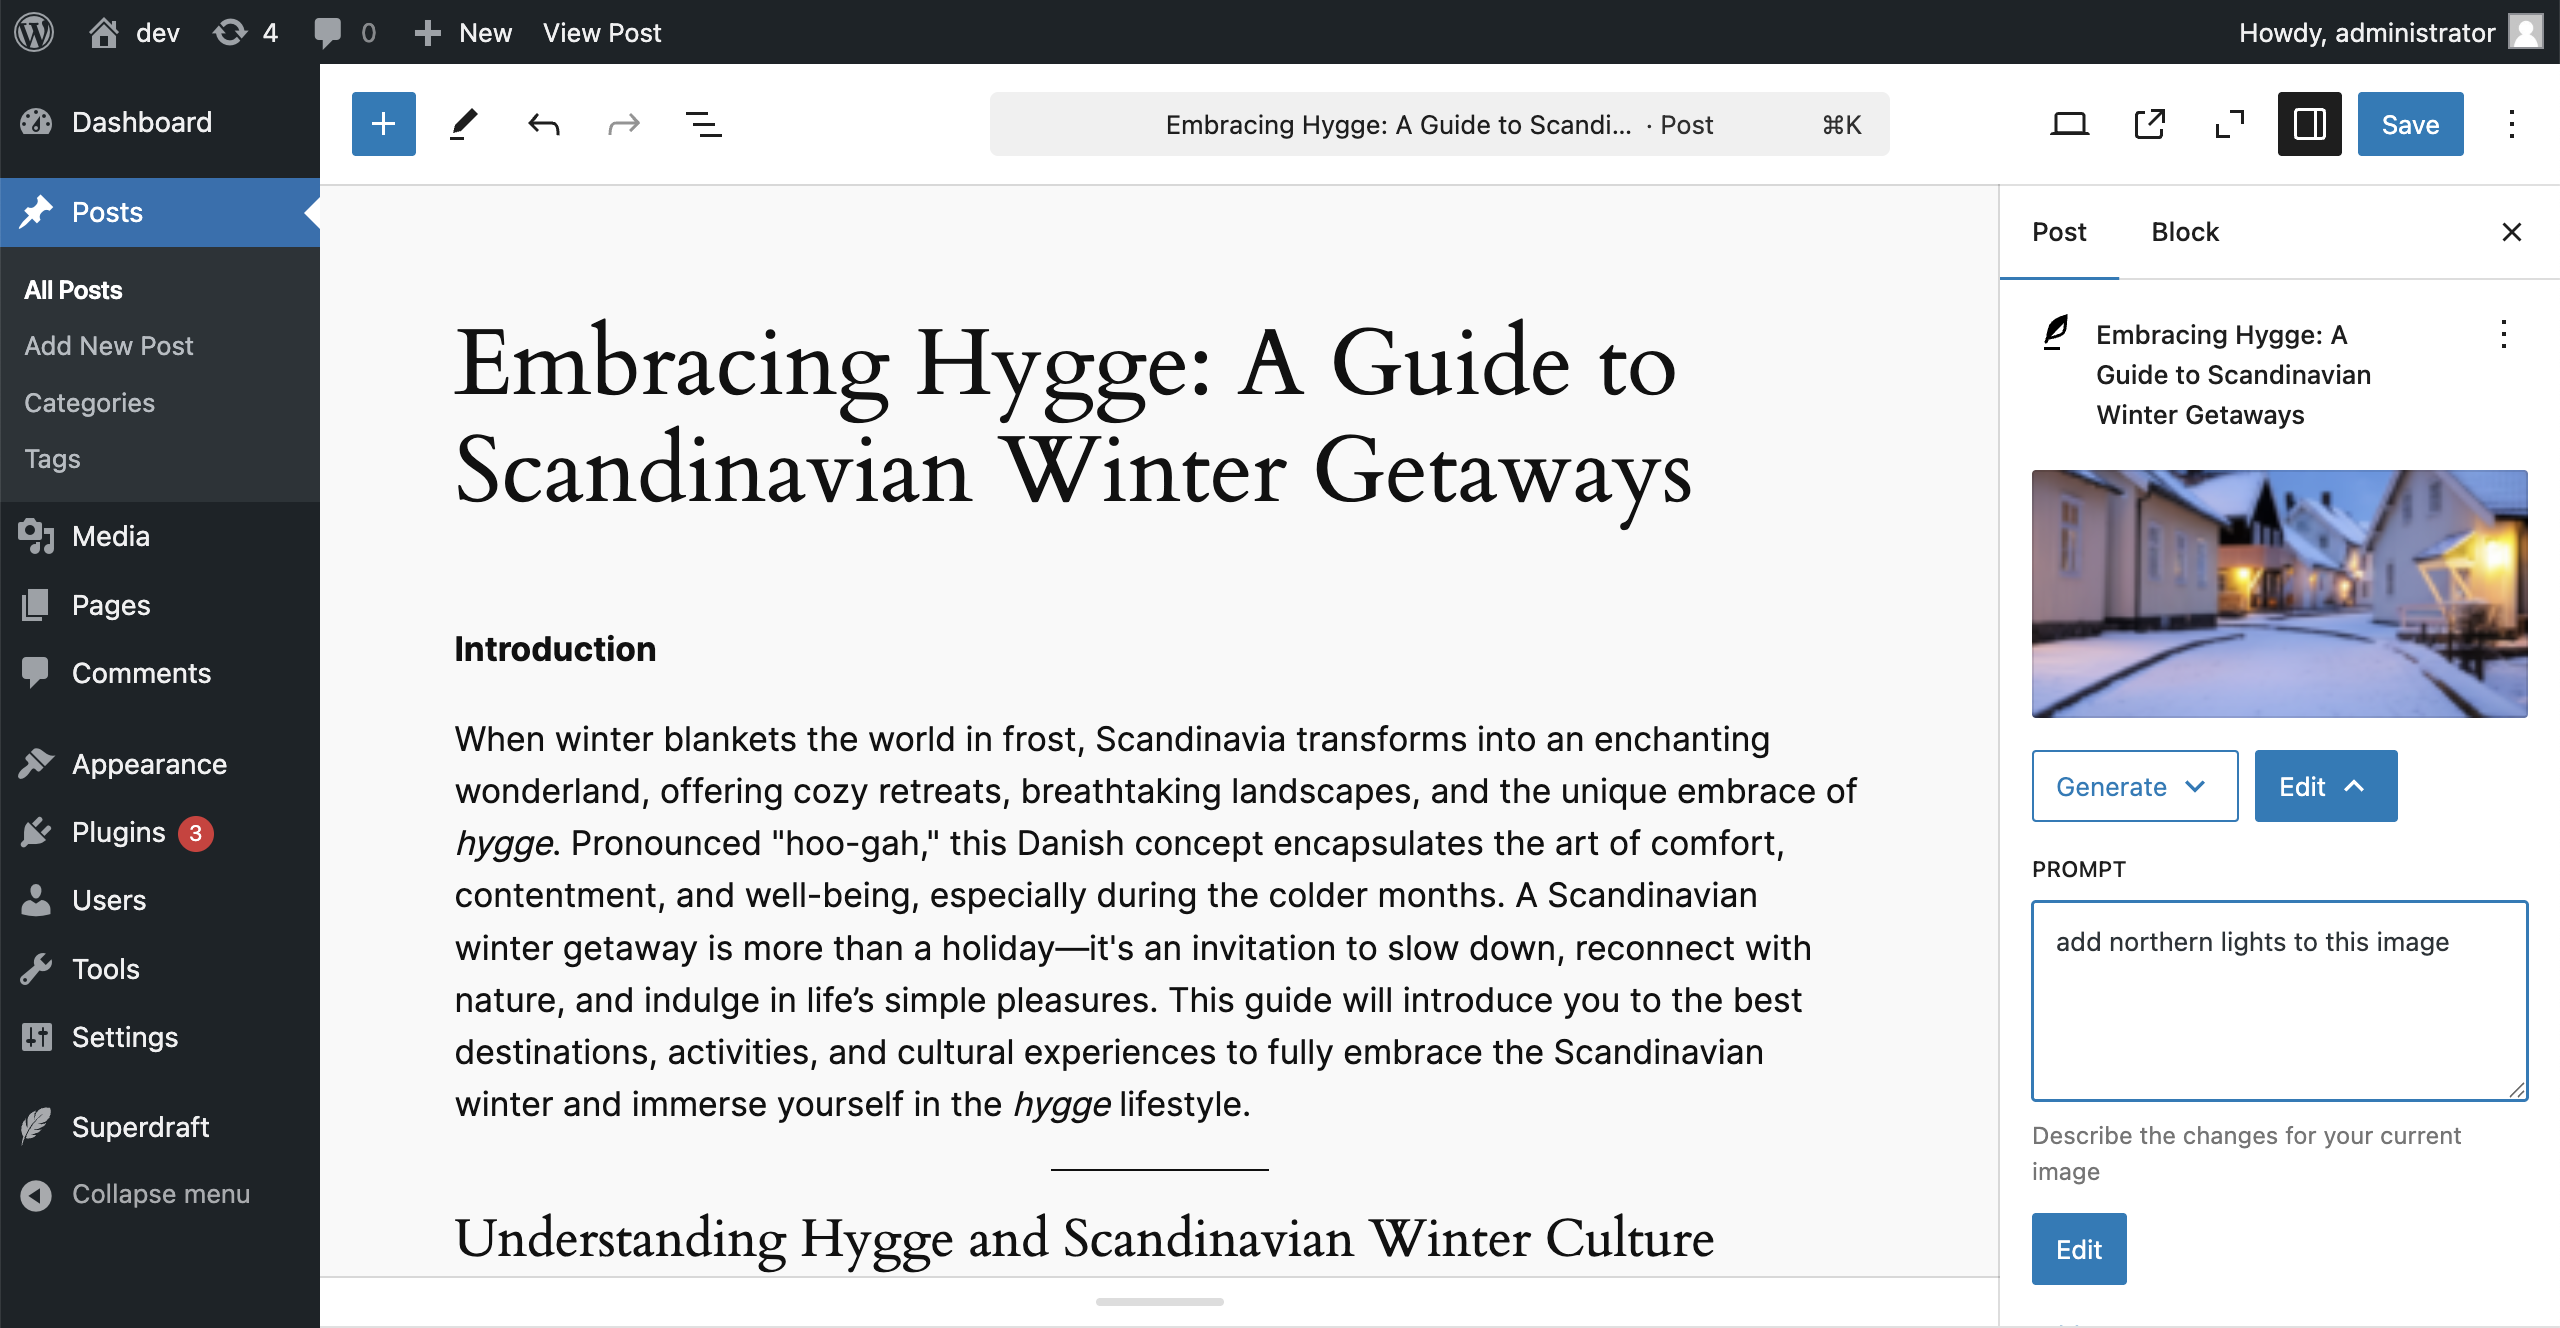 dev
4
0
New
View Post
Howdy, administrator
Dashboard
Posts
All Posts
Add New Post
Categories
Tags
Media
Pages
Comments
Appearance
Plugins 3
Users
Tools
Settings
Superdraft
Collapse menu
Embracing Hygge: A Guide to Scandi... · Post ⌘K
Save
Embracing Hygge: A Guide to
Scandinavian Winter Getaways
Introduction
When winter blankets the world in frost, Scandinavia transforms into an enchanting
wonderland, offering cozy retreats, breathtaking landscapes, and the unique embrace of
hygge. Pronounced "hoo-gah," this Danish concept encapsulates the art of comfort,
contentment, and well-being, especially during the colder months. A Scandinavian
winter getaway is more than a holiday—it's an invitation to slow down, reconnect with
nature, and indulge in life’s simple pleasures. This guide will introduce you to the best
destinations, activities, and cultural experiences to fully embrace the Scandinavian
winter and immerse yourself in the hygge lifestyle.
Understanding Hygge and Scandinavian Winter Culture
Post
Block
Embracing Hygge: A
Guide to Scandinavian
Winter Getaways
Generate
Edit
PROMPT
add northern lights to this image
Describe the changes for your current
image
Edit